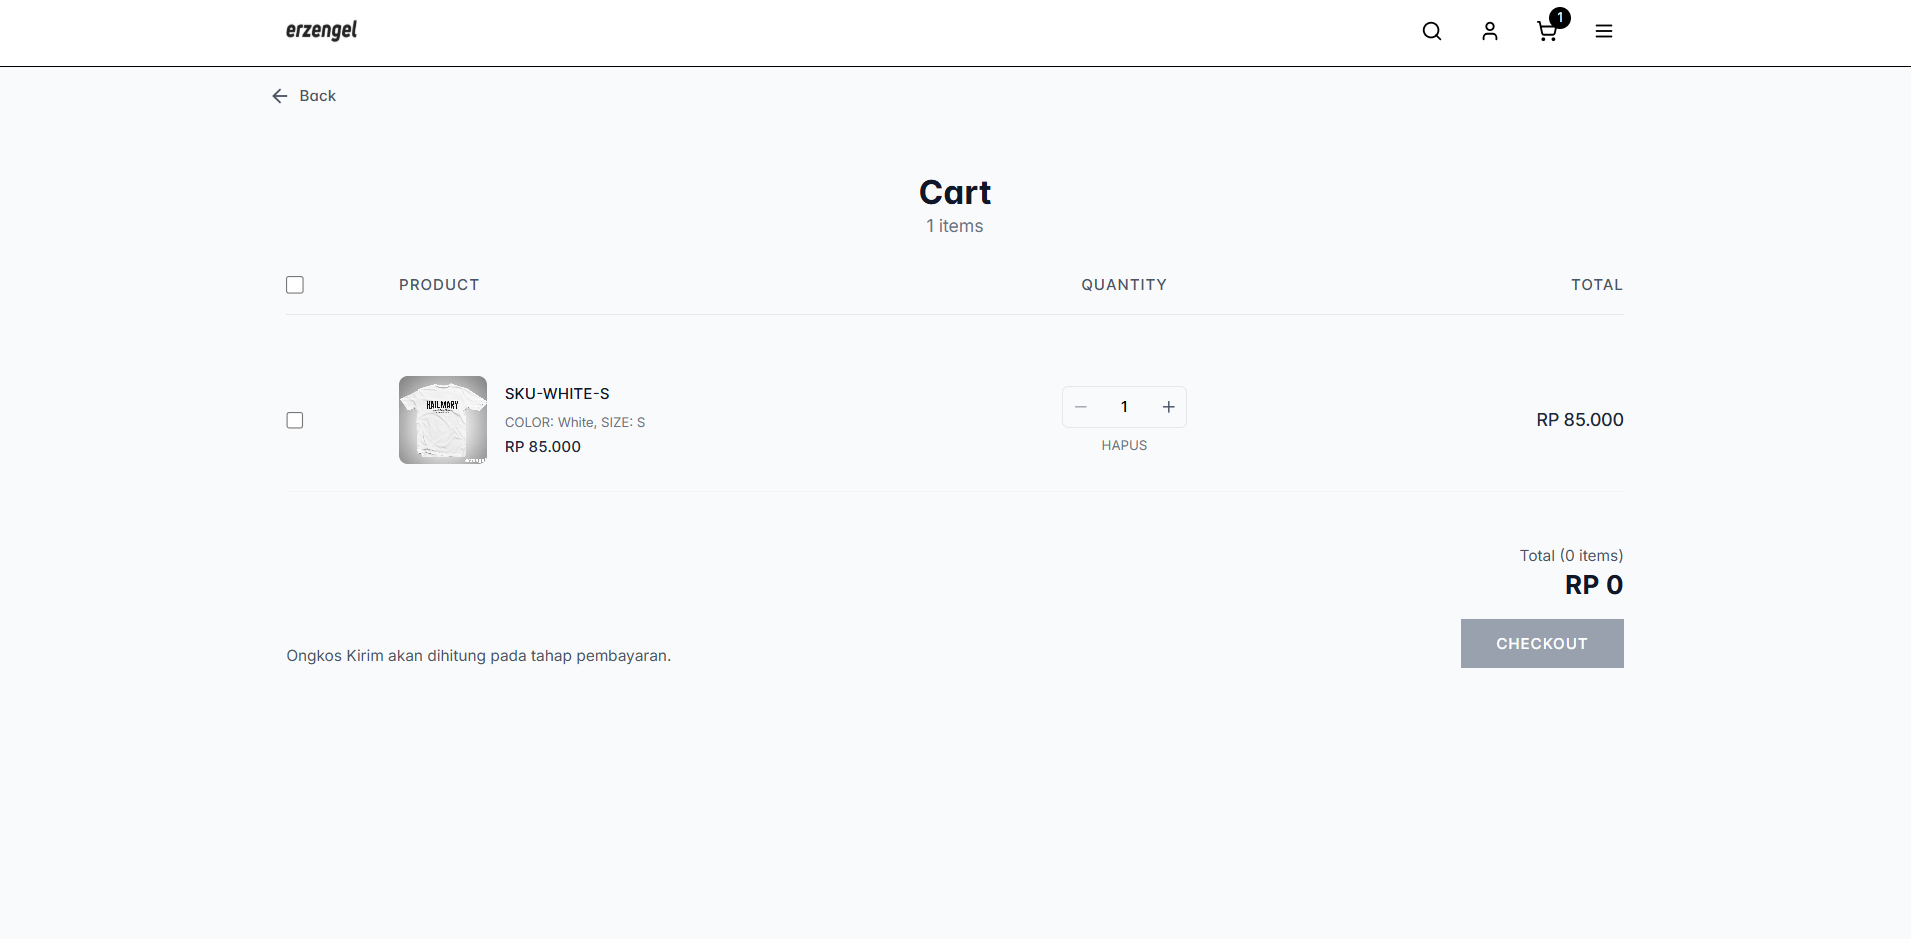 erzengel
1
Back
Cart
1 items
PRODUCT
QUANTITY
TOTAL
HAILMARY
erzengel
SKU-WHITE-S
COLOR: White, SIZE: S
RP 85.000
1
HAPUS
RP 85.000
Total (0 items)
RP 0
Ongkos Kirim akan dihitung pada tahap pembayaran.
CHECKOUT